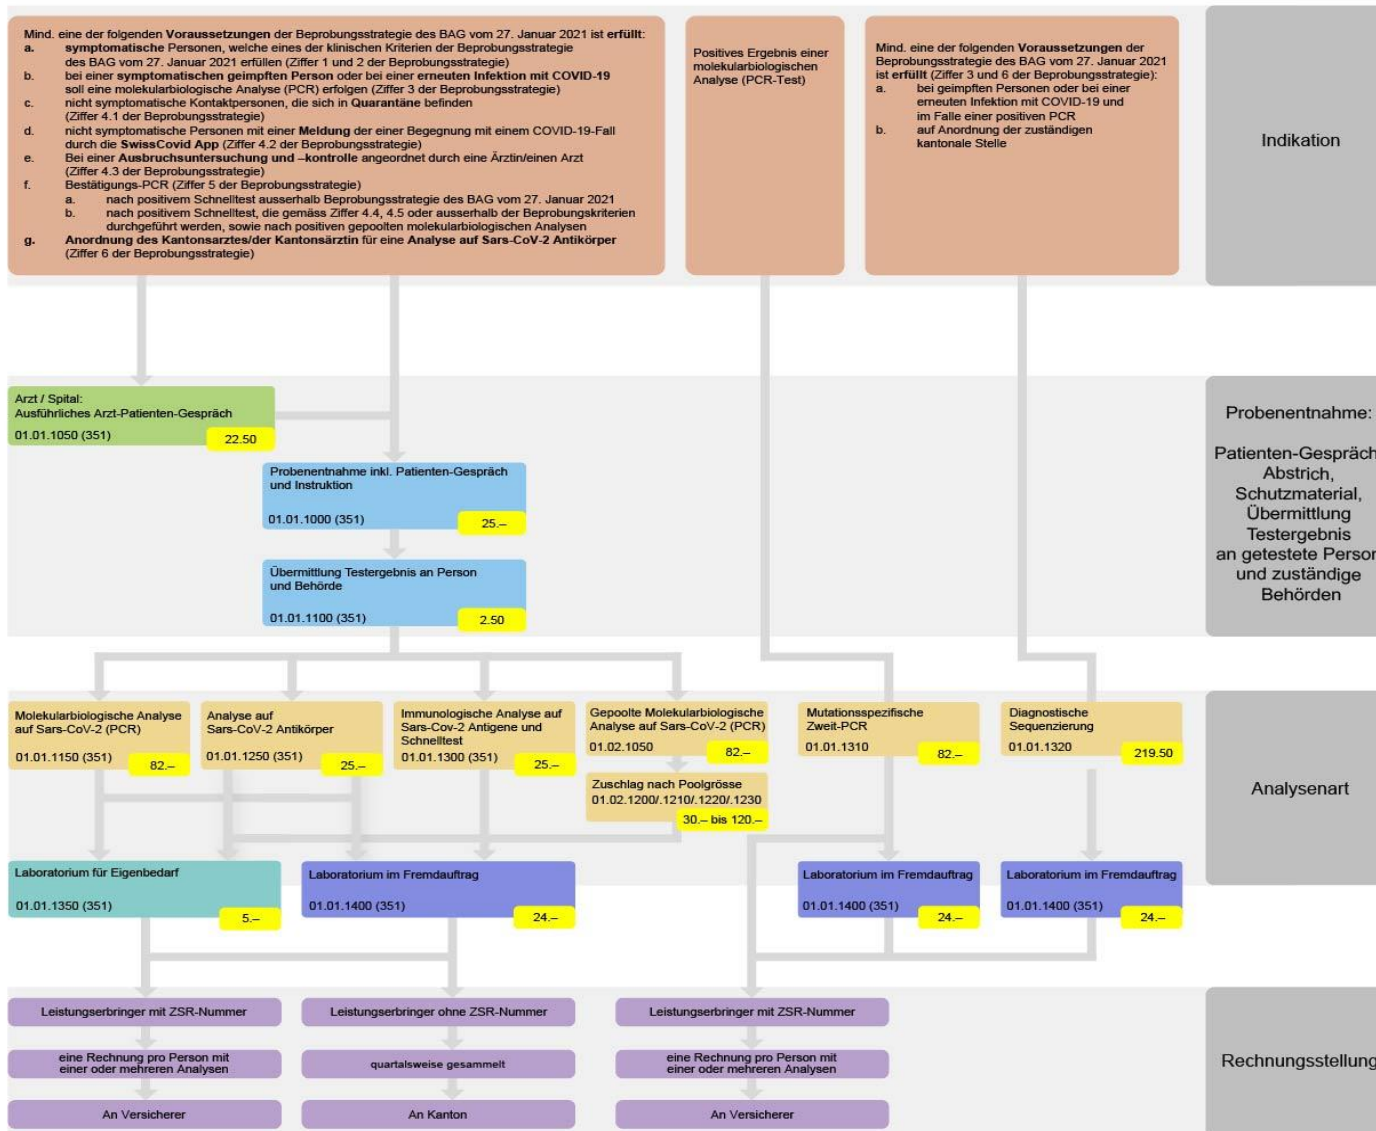 Mind. eine der folgenden Voraussetzungen der Beprobungsstrategie des BAG vom 27. Januar 2021 ist erfüllt:
a. symptomatische Personen, welche eines der klinischen Kriterien der Beprobungsstrategie
des BAG vom 27. Januar 2021 erfüllen (Ziffer 1 und 2 der Beprobungsstrategie)
b. bei einer symptomatischen geimpften Person oder bei einer erneuten Infektion mit COVID-19
soll eine molekularbiologische Analyse (PCR) erfolgen (Ziffer 3 der Beprobungsstrategie)
c. nicht symptomatische Kontaktpersonen, die sich in Quarantäne befinden
(Ziffer 4.1 der Beprobungsstrategie)
d. nicht symptomatische Personen mit einer Meldung der einer Begegnung mit einem COVID-19-Fall
durch die SwissCovid App (Ziffer 4.2 der Beprobungsstrategie)
e. Bei einer Ausbruchsuntersuchung und –kontrolle angeordnet durch eine Ärztin/einen Arzt
(Ziffer 4.3 der Beprobungsstrategie)
f. Bestätigungs-PCR (Ziffer 5 der Beprobungsstrategie)
a. nach positivem Schnelltest ausserhalb Beprobungsstrategie des BAG vom 27. Januar 2021
b. nach positivem Schnelltest, die gemäss Ziffer 4.4, 4.5 oder ausserhalb der Beprobungskriterien
durchgeführt werden, sowie nach positiven gepoolten molekularbiologischen Analysen
g. Anordnung des Kantonsarztes/der Kantonsärztin für eine Analyse auf Sars-CoV-2 Antikörper
(Ziffer 6 der Beprobungsstrategie)
Positives Ergebnis einer
molekularbiologischen
Analyse (PCR-Test)
Mind. eine der folgenden Voraussetzungen der
Beprobungsstrategie des BAG vom 27. Januar 2021
ist erfüllt (Ziffer 3 und 6 der Beprobungsstrategie):
a. bei geimpften Personen oder bei einer
erneuten Infektion mit COVID-19 und
im Falle einer positiven PCR
b. auf Anordnung der zuständigen
kantonale Stelle
Indikation
Arzt / Spital:
Ausführliches Arzt-Patienten-Gespräch
01.01.1050 (351)
22.50
Probenentnahme inkl. Patienten-Gespräch
und Instruktion
01.01.1000 (351)
25.–
Übermittlung Testergebnis an Person
und Behörde
01.01.1100 (351)
2.50
Probenentnahme:
Patienten-Gespräch
Abstrich,
Schutzmaterial,
Übermittlung
Testergebnis
an getestete Person
und zuständige
Behörden
Molekularbiologische Analyse
auf Sars-CoV-2 (PCR)
01.01.1150 (351)
82.–
Analyse auf
Sars-CoV-2 Antikörper
01.01.1250 (351)
25.–
Immunologische Analyse auf
Sars-Cov-2 Antigene und
Schnelltest
01.01.1300 (351)
25.–
Gepoolte Molekularbiologische
Analyse auf Sars-CoV-2 (PCR)
01.02.1050
82.–
Zuschlag nach Poolgrösse
01.02.1200/.1210/.1220/.1230
30.– bis 120.–
Mutationsspezifische
Zweit-PCR
01.01.1310
82.–
Diagnostische
Sequenzierung
01.01.1320
219.50
Analysenart
Laboratorium für Eigenbedarf
01.01.1350 (351)
5.–
Laboratorium im Fremdauftrag
01.01.1400 (351)
24.–
Laboratorium im Fremdauftrag
01.01.1400 (351)
24.–
Laboratorium im Fremdauftrag
01.01.1400 (351)
24.–
Leistungserbringer mit ZSR-Nummer
Leistungserbringer ohne ZSR-Nummer
Leistungserbringer mit ZSR-Nummer
eine Rechnung pro Person mit
einer oder mehreren Analysen
quartalsweise gesammelt
eine Rechnung pro Person mit
einer oder mehreren Analysen
An Versicherer
An Kanton
An Versicherer
Rechnungsstellung